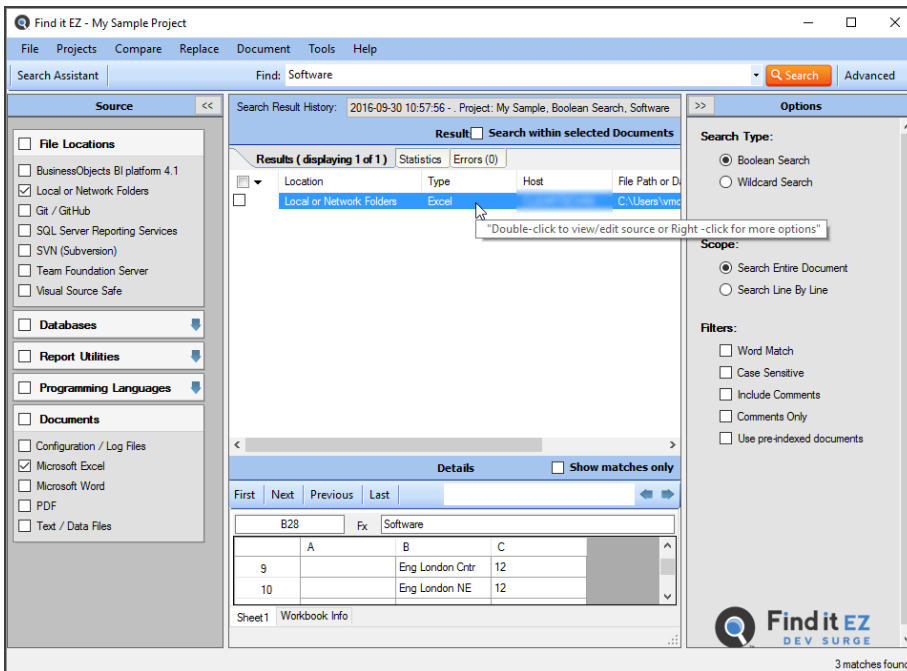 Find it EZ - My Sample Project
File Projects Compare Replace Document Tools Help
Search Assistant Find: Software Search Advanced
Source <<
File Locations
BusinessObjects BI platform 4.1
Local or Network Folders
Git / GitHub
SQL Server Reporting Services
SVN (Subversion)
Team Foundation Server
Visual Source Safe
Databases
Report Utilities
Programming Languages
Documents
Configuration / Log Files
Microsoft Excel
Microsoft Word
PDF
Text / Data Files
Search Result History: 2016-09-30 10:57:56 - . Project: My Sample, Boolean Search, Software
Result Search within selected Documents
Results ( displaying 1 of 1 ) Statistics Errors (0)
Location Type Host File Path or Da
Local or Network Folders Excel C:\Users\vmc
"Double-click to view/edit source or Right -click for more options"
Details Show matches only
First Next Previous Last
B28 Fx Software
A B C
9 Eng London Cntr 12
10 Eng London NE 12
Sheet1 Workbook Info
>> Options
Search Type:
Boolean Search
Wildcard Search
Scope:
Search Entire Document
Search Line By Line
Filters:
Word Match
Case Sensitive
Include Comments
Comments Only
Use pre-indexed documents
Find it EZ
DEV SURGE
3 matches found